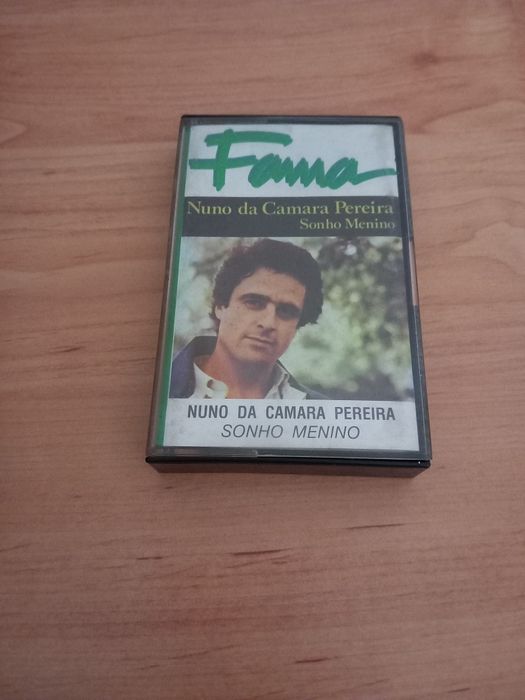 Fama
Nuno da Camara Pereira
Sonho Menino
NUNO DA CAMARA PEREIRA
SONHO MENINO